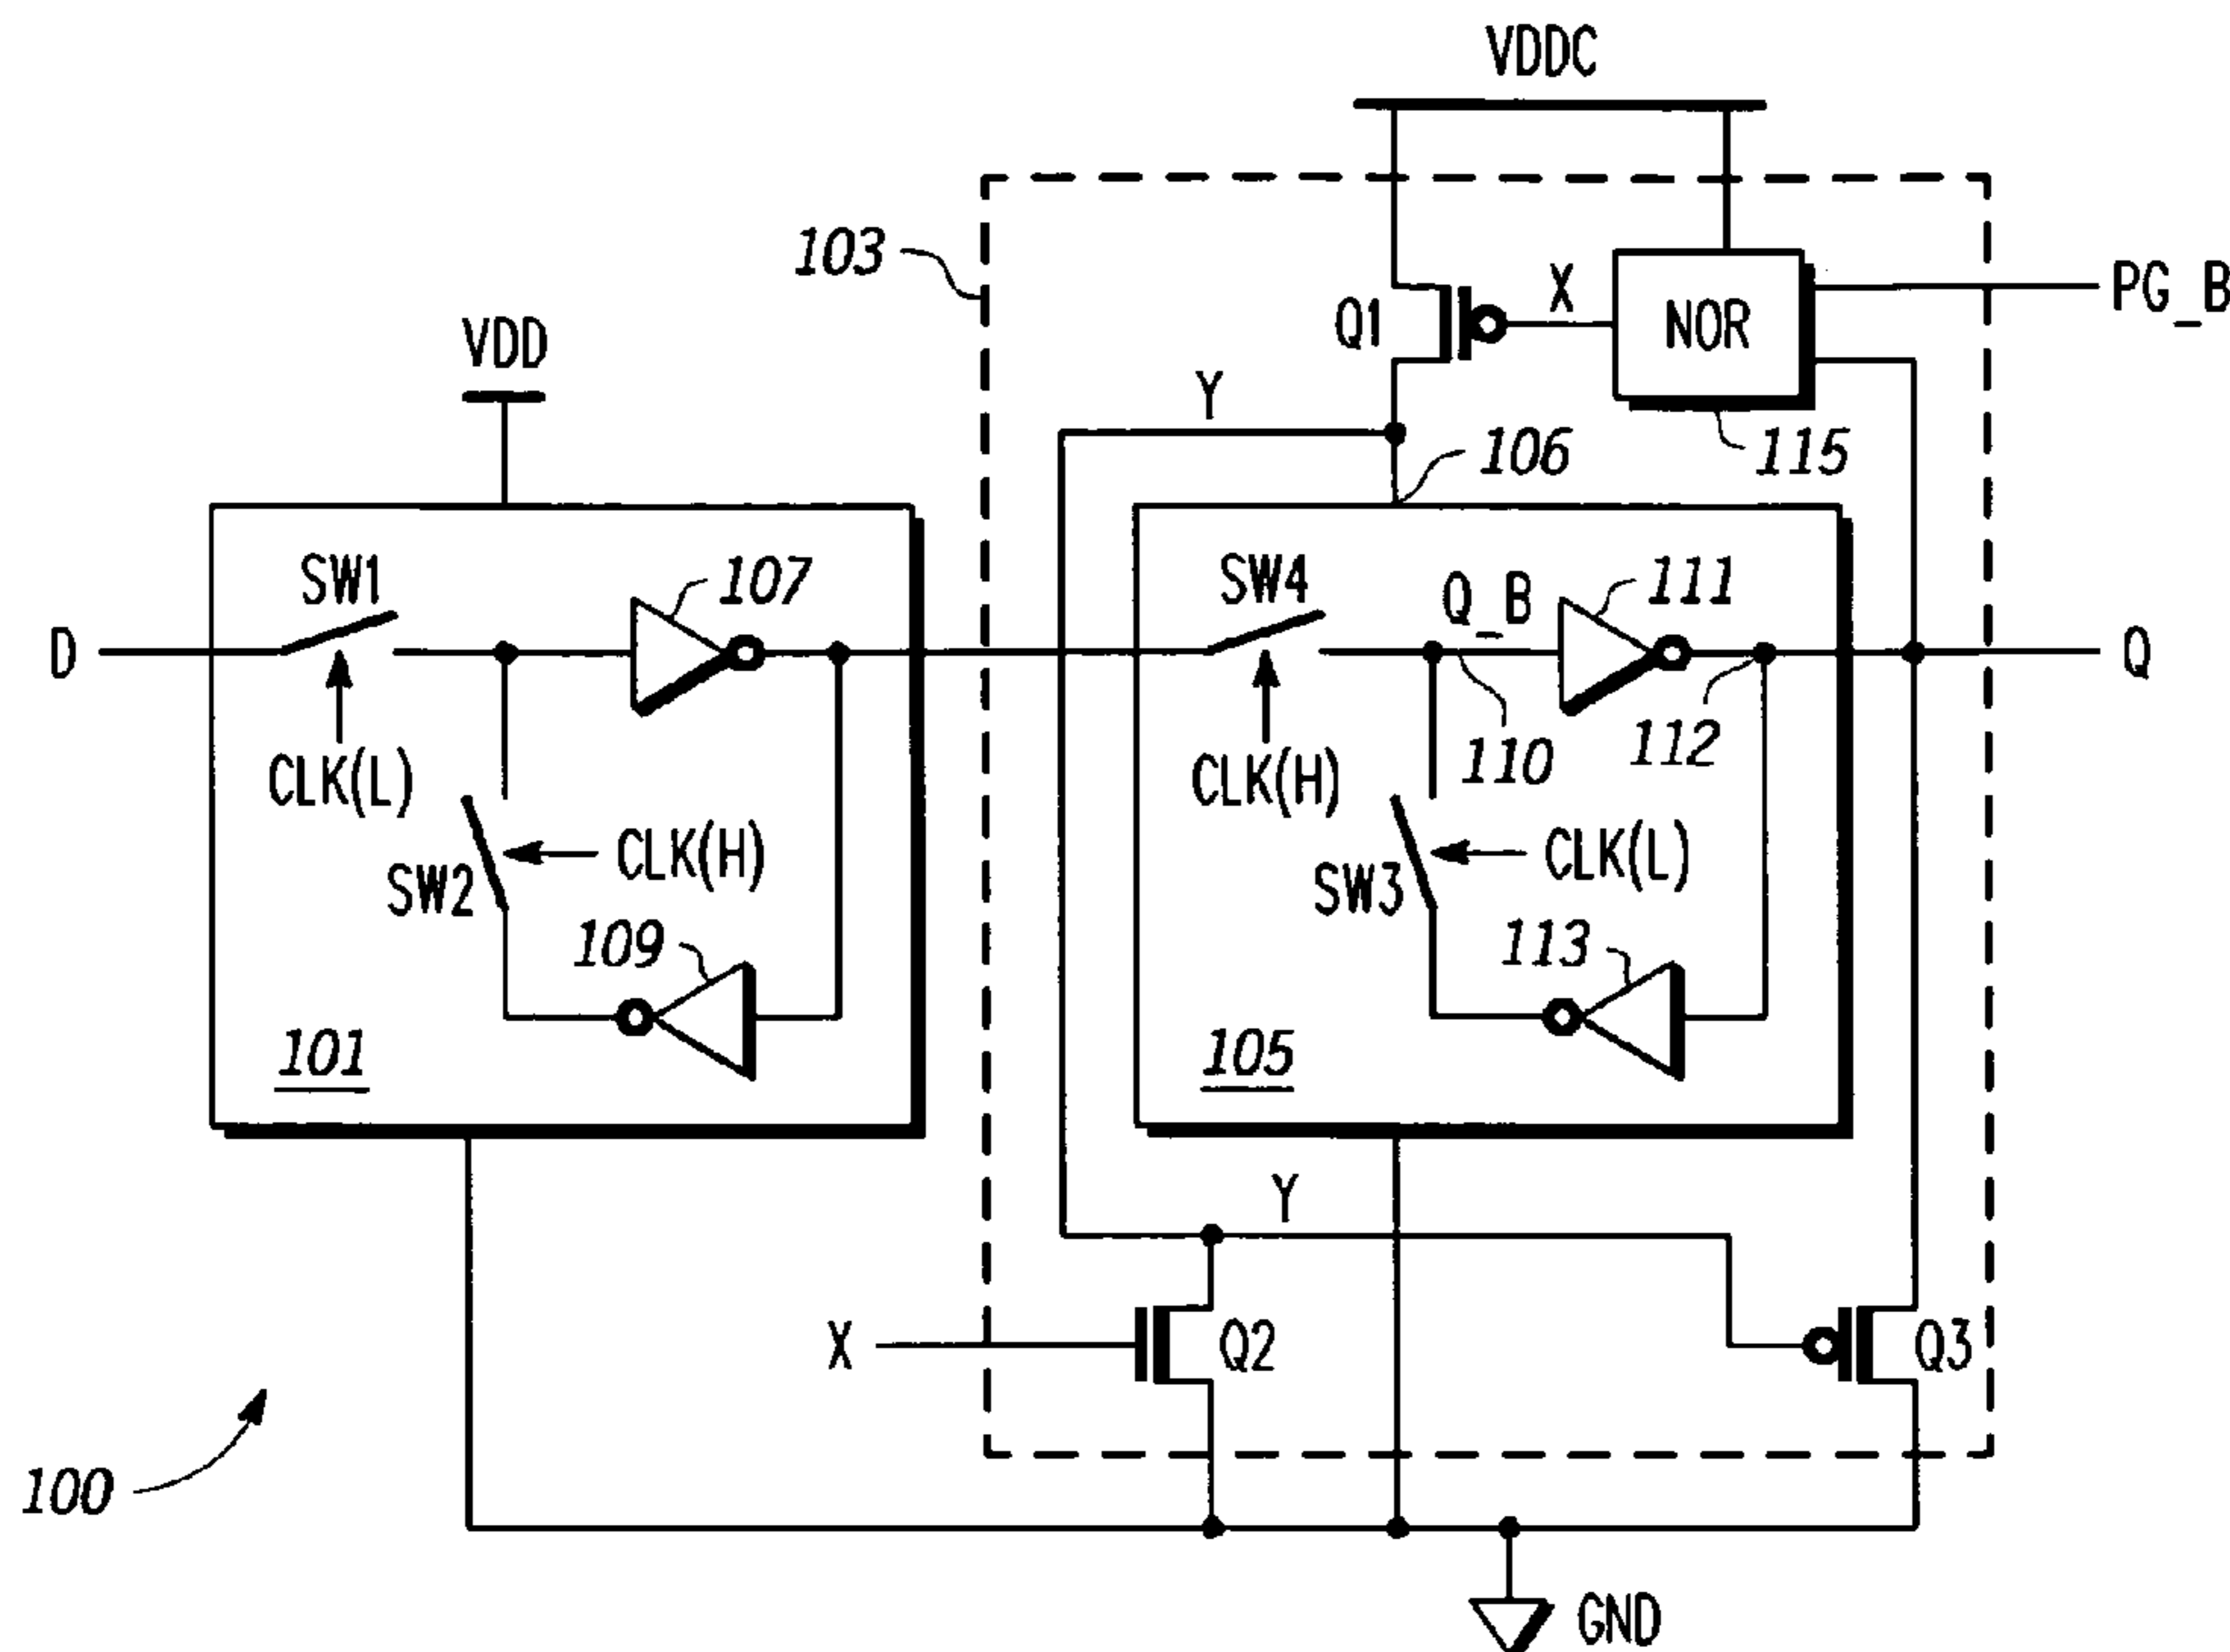 VDDC
103
PG_B
X
Q1
NOR
VDD
Y
106
115
SW1
107
SW4
Q_B
111
D
Q
CLK(L)
CLK(H)
110
112
CLK(H)
SW2
CLK(L)
SW3
109
113
101
105
Y
X
Q2
Q3
100
GND